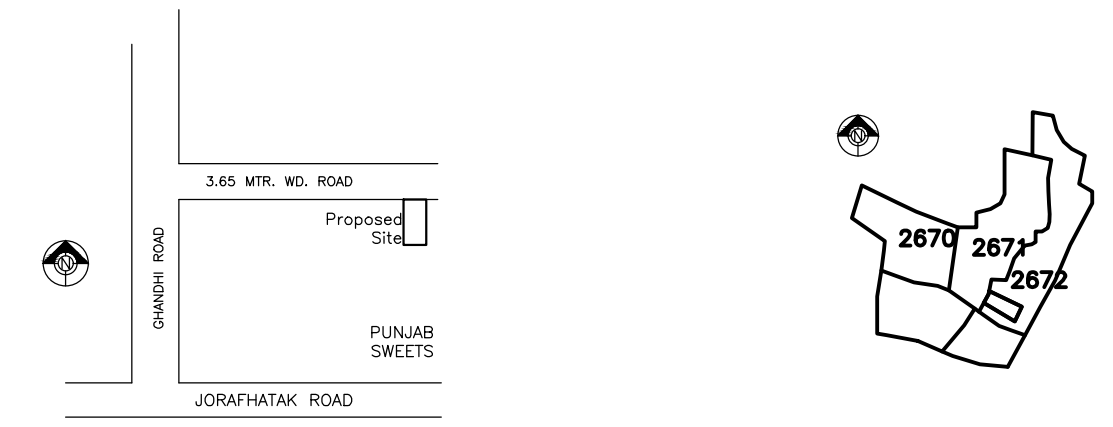 3.65 MTR. WD. ROAD
Proposed
Site
GHANDHI ROAD
N
PUNJAB
SWEETS
JORAFHATAK ROAD
N
2670
2671
2672